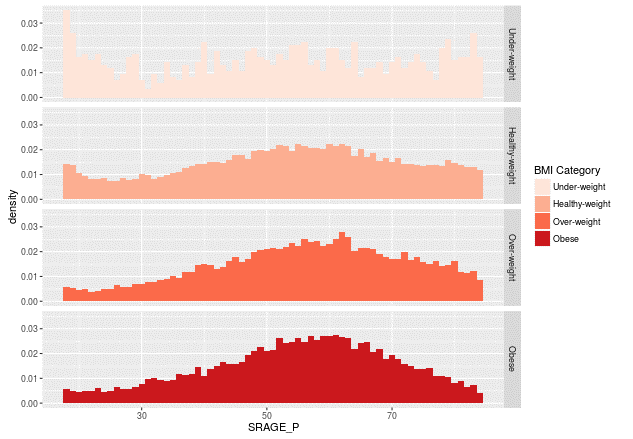 0.03
0.02
0.01
0.00
Under-weight
0.03
0.02
0.01
0.00
Healthy-weight
density
0.03
0.02
0.01
0.00
Over-weight
0.03
0.02
0.01
0.00
Obese
30
50
70
SRAGE_P
BMI Category
Under-weight
Healthy-weight
Over-weight
Obese